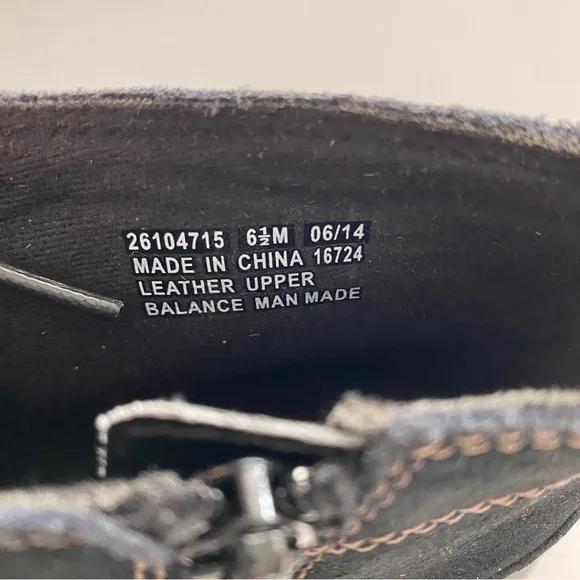 26104715 6½M 06/14
MADE IN CHINA 16724
LEATHER UPPER
BALANCE MAN MADE